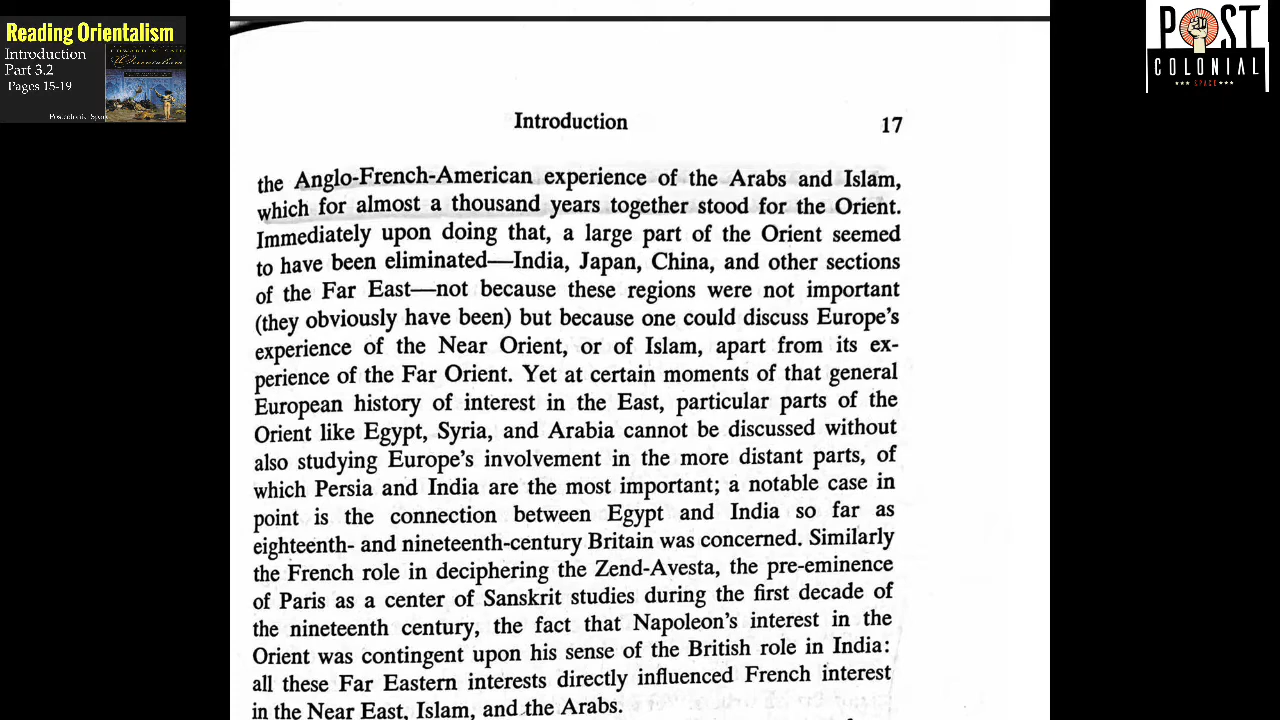 Reading Orientalism
Introduction
Part 3.2
Pages 15-19
Orientalism
POST
COLONIAL
SPACE
Introduction 17
the Anglo-French-American experience of the Arabs and Islam,
which for almost a thousand years together stood for the Orient.
Immediately upon doing that, a large part of the Orient seemed
to have been eliminated—India, Japan, China, and other sections
of the Far East—not because these regions were not important
(they obviously have been) but because one could discuss Europe's
experience of the Near Orient, or of Islam, apart from its ex-
perience of the Far Orient. Yet at certain moments of that general
European history of interest in the East, particular parts of the
Orient like Egypt, Syria, and Arabia cannot be discussed without
also studying Europe's involvement in the more distant parts, of
which Persia and India are the most important; a notable case in
point is the connection between Egypt and India so far as
eighteenth- and nineteenth-century Britain was concerned. Similarly
the French role in deciphering the Zend-Avesta, the pre-eminence
of Paris as a center of Sanskrit studies during the first decade of
the nineteenth century, the fact that Napoleon's interest in the
Orient was contingent upon his sense of the British role in India:
all these Far Eastern interests directly influenced French interest
in the Near East, Islam, and the Arabs.